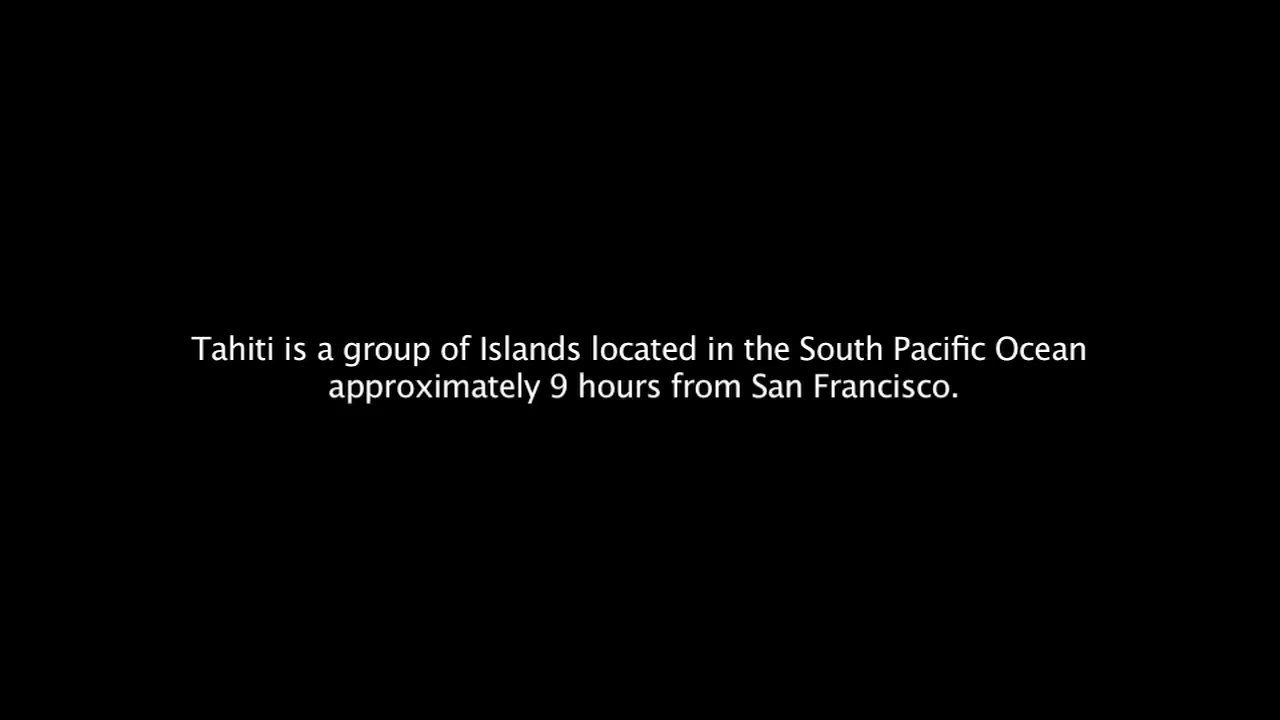 Tahiti is a group of Islands located in the South Pacific Ocean
approximately 9 hours from San Francisco.